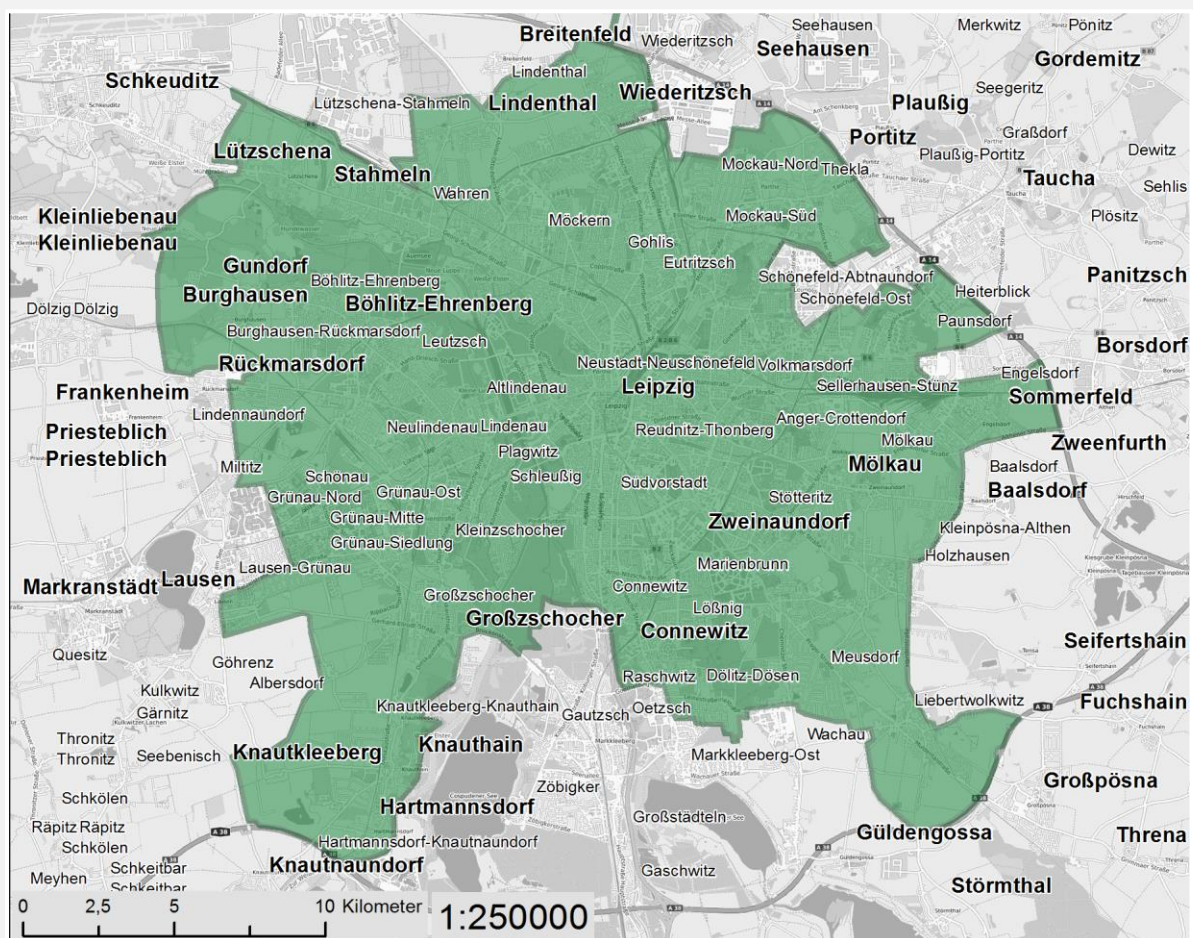 Breitenfeld
Wiederitzsch
Seehausen
Seehausen
Merkwitz
Pönitz
Gordemitz
Schkeuditz
Lindenthal
Lindenthal
Lützschena-Stahmeln
Wiederitzsch
Plaußig
Seegeritz
Portitz
Graßdorf
Plaußig-Portitz
Dewitz
Lützschena
Stahmeln
Wahren
Mockau-Nord
Thekla
Taucha
Sehlis
Kleinliebenau
Kleinliebenau
Möckern
Mockau-Süd
Plösitz
Gohlis
Eutritzsch
Gundorf
Böhlitz-Ehrenberg
Schönefeld-Abtnaundorf
Panitzsch
Burghausen
Böhlitz-Ehrenberg
Schönefeld-Ost
Heiterblick
Dölzig Dölzig
Burghausen-Rückmarsdorf
Leutzsch
Paunsdorf
Borsdorf
Rückmarsdorf
Neustadt-Neuschönefeld
Volkmarsdorf
Engelsdorf
Frankenheim
Altlindenau
Leipzig
Sellerhausen-Stünz
Sommerfeld
Lindennaundorf
Neulindenau
Lindenau
Reudnitz-Thonberg
Anger-Crottendorf
Priesteblich
Priesteblich
Mölkau
Zweenfurth
Plagwitz
Miltitz
Schönau
Schleußig
Sudvorstadt
Mölkau
Baalsdorf
Grünau-Nord
Grünau-Ost
Stötteritz
Baalsdorf
Grünau-Mitte
Kleinzschocher
Zweinaundorf
Kleinpösna-Althen
Grünau-Siedlung
Holzhausen
Markranstädt
Lausen
Lausen-Grünau
Marienbrunn
Connewitz
Großzschocher
Lößnig
Großzschocher
Connewitz
Seifertshain
Quesitz
Göhrenz
Meusdorf
Albersdorf
Raschwitz
Dölitz-Dösen
Kulkwitz
Gärnitz
Knautkleeberg-Knauthain
Gautzsch
Oetzsch
Liebertwolkwitz
Fuchshain
Thronitz
Thronitz
Seebenisch
Knautkleeberg
Knauthain
Wachau
Markkleeberg-Ost
Zöbigker
Großpösna
Schkölen
Hartmannsdorf
Großstädteln
Räpitz Räpitz
Schkölen
Hartmannsdorf-Knautnaundorf
Güldengossa
Threna
Schkeitbar
Schkeitbar
Knautnaundorf
Meyhen
Gaschwitz
Störmthal
0 2,5 5 10 Kilometer
1:250000